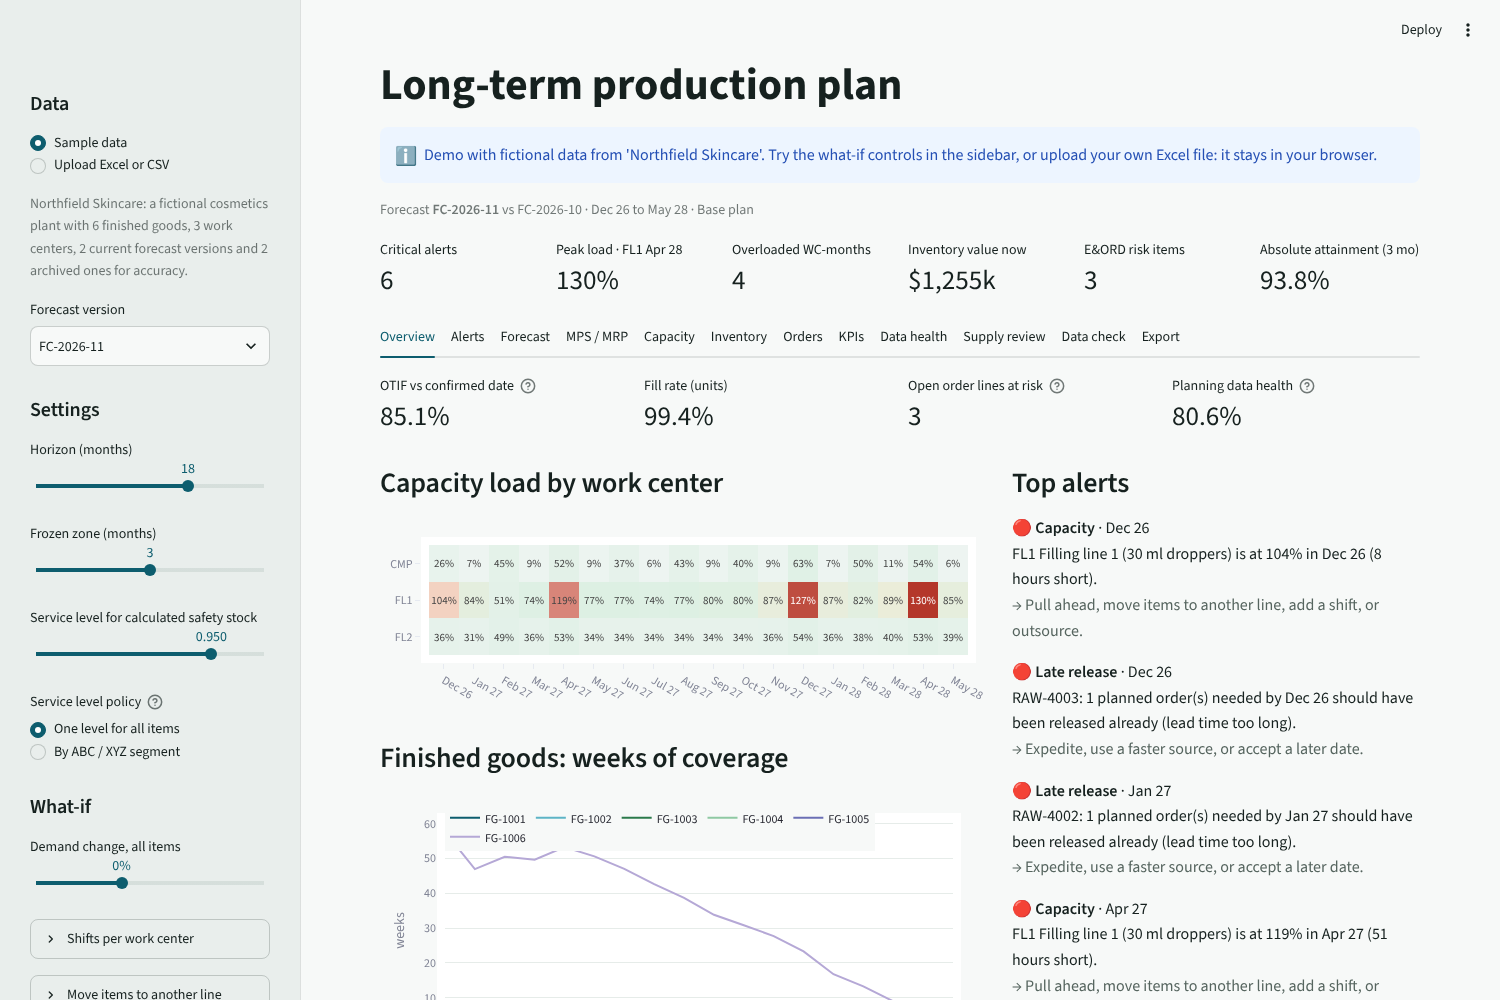 Deploy
Data
Sample data
Upload Excel or CSV
Northfield Skincare: a fictional cosmetics
plant with 6 finished goods, 3 work
centers, 2 current forecast versions and 2
archived ones for accuracy.
Forecast version
FC-2026-11
Settings
Horizon (months)
18
Frozen zone (months)
3
Service level for calculated safety stock
0.950
Service level policy
One level for all items
By ABC / XYZ segment
What-if
Demand change, all items
0%
Shifts per work center
Move items to another line
Long-term production plan
Demo with fictional data from 'Northfield Skincare'. Try the what-if controls in the sidebar, or upload your own Excel file: it stays in your browser.
Forecast FC-2026-11 vs FC-2026-10 · Dec 26 to May 28 · Base plan
Critical alerts
6
Peak load · FL1 Apr 28
130%
Overloaded WC-months
4
Inventory value now
$1,255k
E&ORD risk items
3
Absolute attainment (3 mo)
93.8%
Overview Alerts Forecast MPS / MRP Capacity Inventory Orders KPIs Data health Supply review Data check Export
OTIF vs confirmed date
85.1%
Fill rate (units)
99.4%
Open order lines at risk
3
Planning data health
80.6%
Capacity load by work center
CMP 26% 7% 45% 9% 52% 9% 37% 6% 43% 9% 40% 9% 63% 7% 50% 11% 54% 6%
FL1 104% 84% 51% 74% 119% 77% 77% 74% 77% 80% 80% 87% 127% 87% 82% 89% 130% 85%
FL2 36% 31% 49% 36% 53% 34% 34% 34% 34% 34% 34% 36% 54% 36% 38% 40% 53% 39%
Dec 26 Jan 27 Feb 27 Mar 27 Apr 27 May 27 Jun 27 Jul 27 Aug 27 Sep 27 Oct 27 Nov 27 Dec 27 Jan 28 Feb 28 Mar 28 Apr 28 May 28
Finished goods: weeks of coverage
FG-1001 FG-1002 FG-1003 FG-1004 FG-1005
FG-1006
60
50
40
30
20
10
weeks
Top alerts
Capacity · Dec 26
FL1 Filling line 1 (30 ml droppers) is at 104% in Dec 26 (8
hours short).
→ Pull ahead, move items to another line, add a shift, or
outsource.
Late release · Dec 26
RAW-4003: 1 planned order(s) needed by Dec 26 should have
been released already (lead time too long).
→ Expedite, use a faster source, or accept a later date.
Late release · Jan 27
RAW-4002: 1 planned order(s) needed by Jan 27 should have
been released already (lead time too long).
→ Expedite, use a faster source, or accept a later date.
Capacity · Apr 27
FL1 Filling line 1 (30 ml droppers) is at 119% in Apr 27 (51
hours short).
→ Pull ahead, move items to another line, add a shift, or